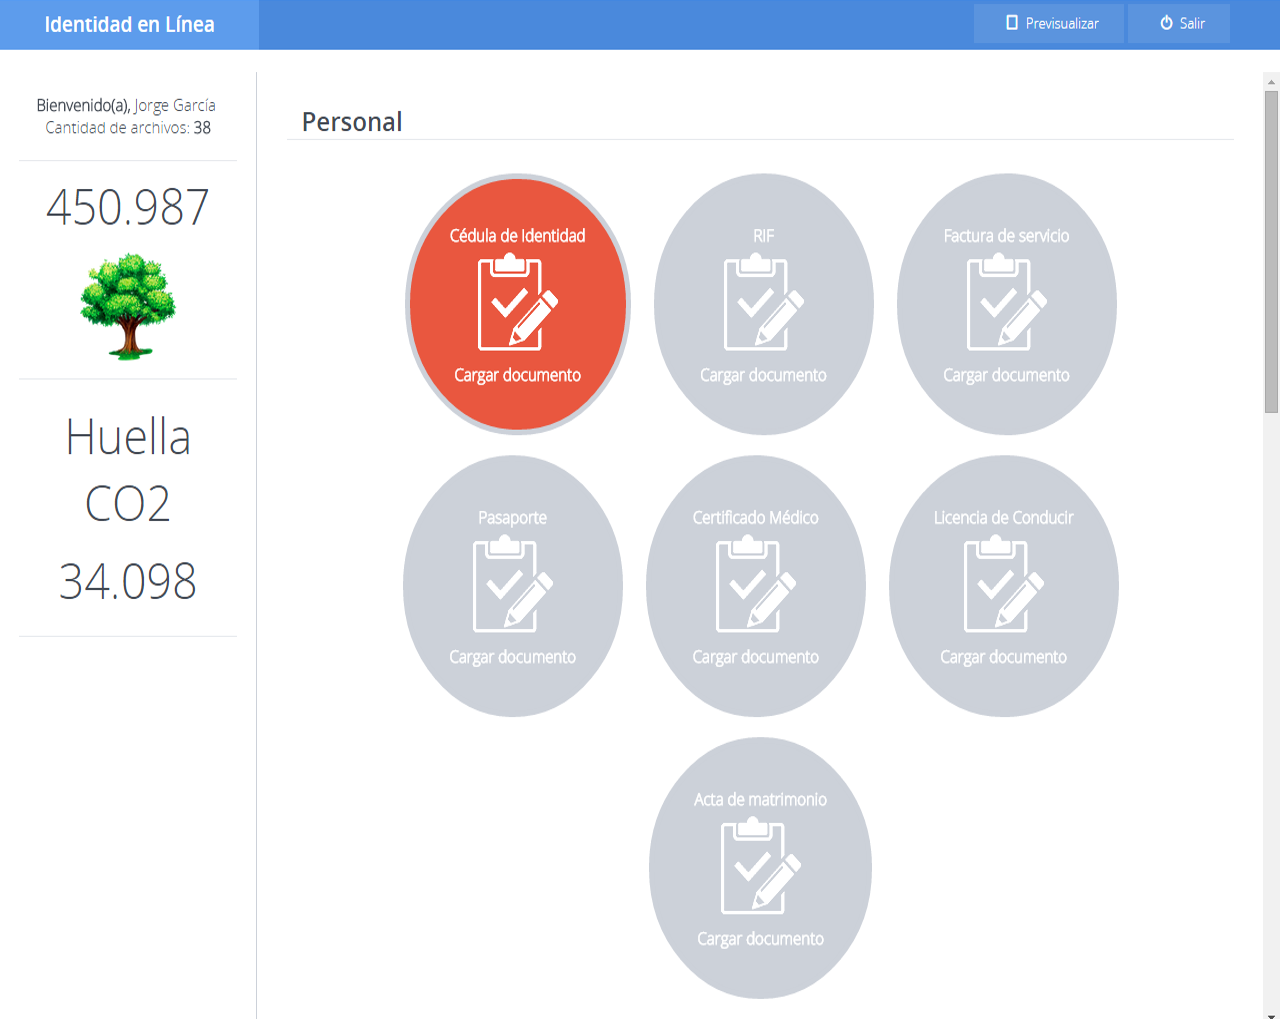 Identidad en Línea
Previsualizar
Salir
Bienvenido(a), Jorge García
Cantidad de archivos: 38
450.987
Huella
CO2
34.098
Personal
Cédula de Identidad
Cargar documento
RIF
Cargar documento
Factura de servicio
Cargar documento
Pasaporte
Cargar documento
Certificado Médico
Cargar documento
Licencia de Conducir
Cargar documento
Acta de matrimonio
Cargar documento